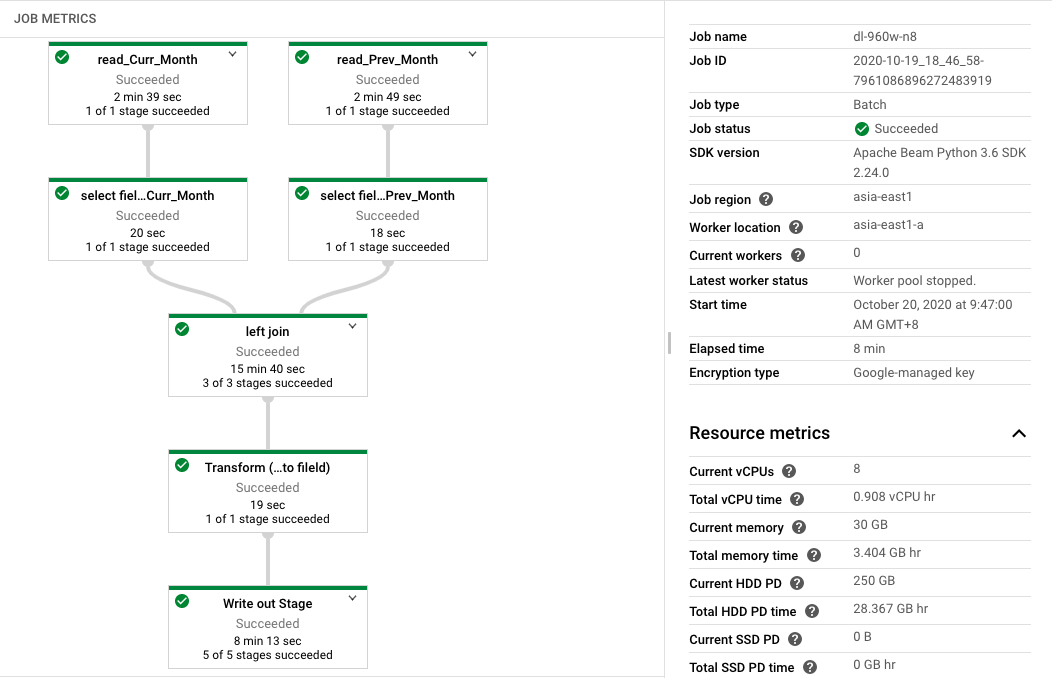 JOB METRICS
read_Curr_Month
Succeeded
2 min 39 sec
1 of 1 stage succeeded
read_Prev_Month
Succeeded
2 min 49 sec
1 of 1 stage succeeded
select fiel...Curr_Month
Succeeded
20 sec
1 of 1 stage succeeded
select fiel...Prev_Month
Succeeded
18 sec
1 of 1 stage succeeded
left join
Succeeded
15 min 40 sec
3 of 3 stages succeeded
Transform (...to fileld)
Succeeded
19 sec
1 of 1 stage succeeded
Write out Stage
Succeeded
8 min 13 sec
5 of 5 stages succeeded
Job name dl-960w-n8
Job ID 2020-10-19_18_46_58-
7961086896272483919
Job type Batch
Job status Succeeded
SDK version Apache Beam Python 3.6 SDK
2.24.0
Job region ? asia-east1
Worker location ? asia-east1-a
Current workers ? 0
Latest worker status Worker pool stopped.
Start time October 20, 2020 at 9:47:00
AM GMT+8
Elapsed time 8 min
Encryption type Google-managed key
Resource metrics
Current vCPUs ? 8
Total vCPU time ? 0.908 vCPU hr
Current memory ? 30 GB
Total memory time ? 3.404 GB hr
Current HDD PD ? 250 GB
Total HDD PD time ? 28.367 GB hr
Current SSD PD ? 0 B
Total SSD PD time ? 0 GB hr